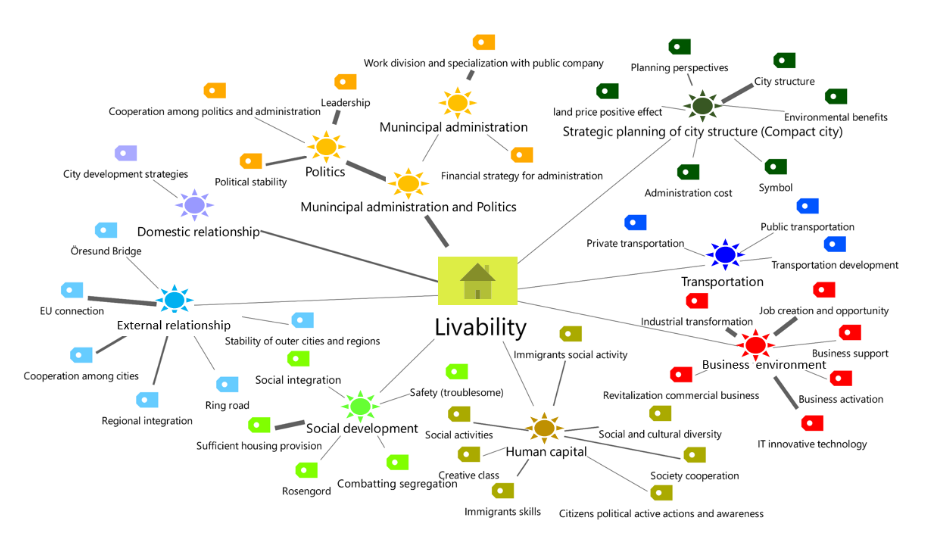 Planning perspectives
Work division and specialization with public company
City structure
Leadership
Cooperation among politics and administration
land price positive effect
Environmental benefits
Munincipal administration
Strategic planning of city structure (Compact city)
City development strategies
Politics
Political stability
Financial strategy for administration
Administration cost
Symbol
Munincipal administration and Politics
Domestic relationship
Public transportation
Private transportation
Öresund Bridge
Transportation development
Transportation
EU connection
Job creation and opportunity
Industrial transformation
External relationship
Livability
Stability of outer cities and regions
Immigrants social activity
Business support
Business environment
Cooperation among cities
Social integration
Safety (troublesome)
Revitalization commercial business
Business activation
Ring road
Regional integration
Social development
Social activities
Social and cultural diversity
Sufficient housing provision
IT innovative technology
Human capital
Creative class
Society cooperation
Combatting segregation
Rosengord
Immigrants skills
Citizens political active actions and awareness